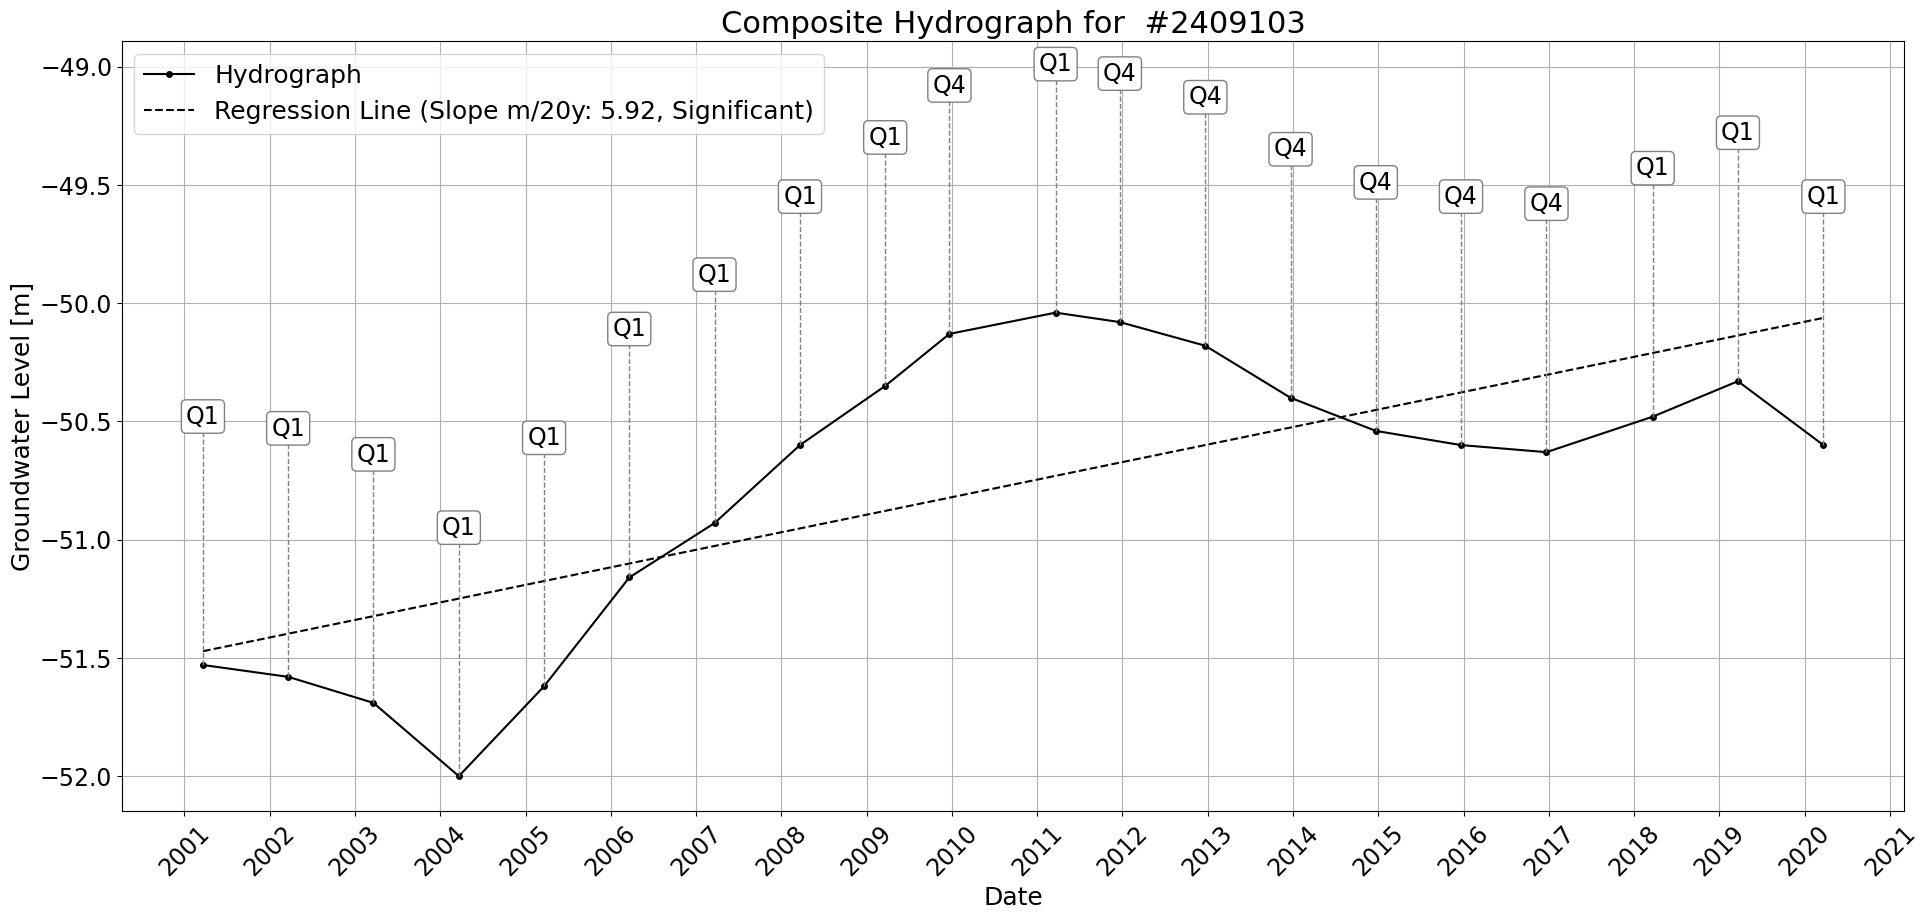 Composite Hydrograph for  #2409103
Hydrograph
Regression Line (Slope m/20y: 5.92, Significant)
Groundwater Level [m]
−49.0
−49.5
−50.0
−50.5
−51.0
−51.5
−52.0
Q1
Q1
Q1
Q1
Q1
Q1
Q1
Q1
Q1
Q4
Q1
Q4
Q4
Q4
Q4
Q4
Q4
Q1
Q1
Q1
2001
2002
2003
2004
2005
2006
2007
2008
2009
2010
2011
2012
2013
2014
2015
2016
2017
2018
2019
2020
2021
Date